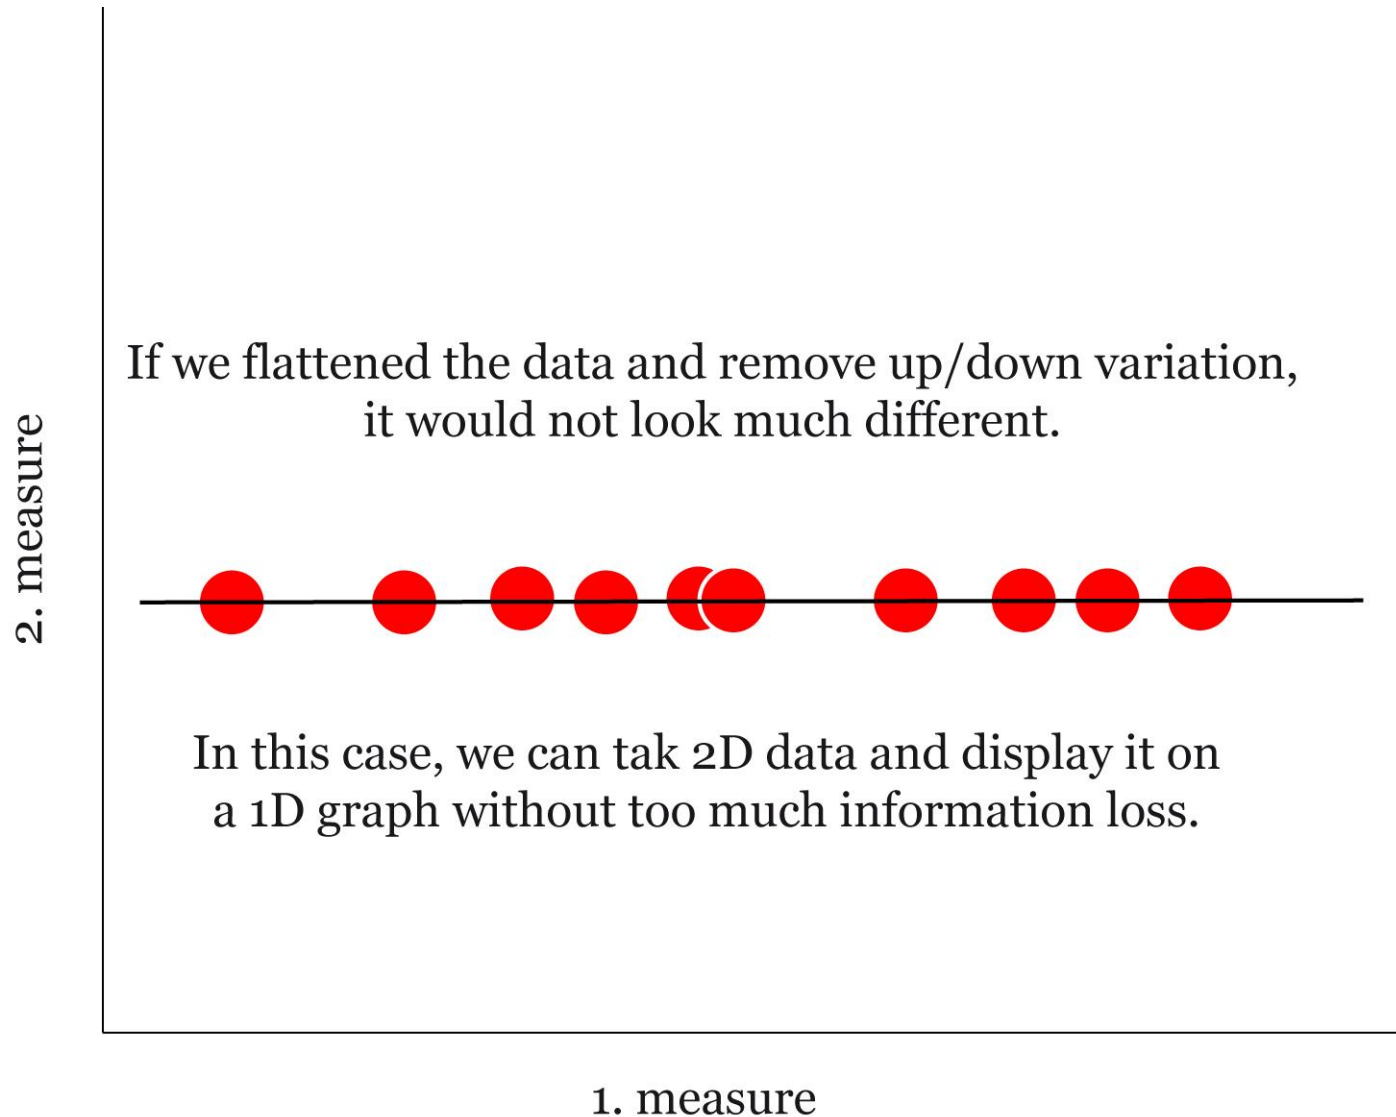 If we flattened the data and remove up/down variation,
it would not look much different.
2. measure
In this case, we can tak 2D data and display it on
a 1D graph without too much information loss.
1. measure